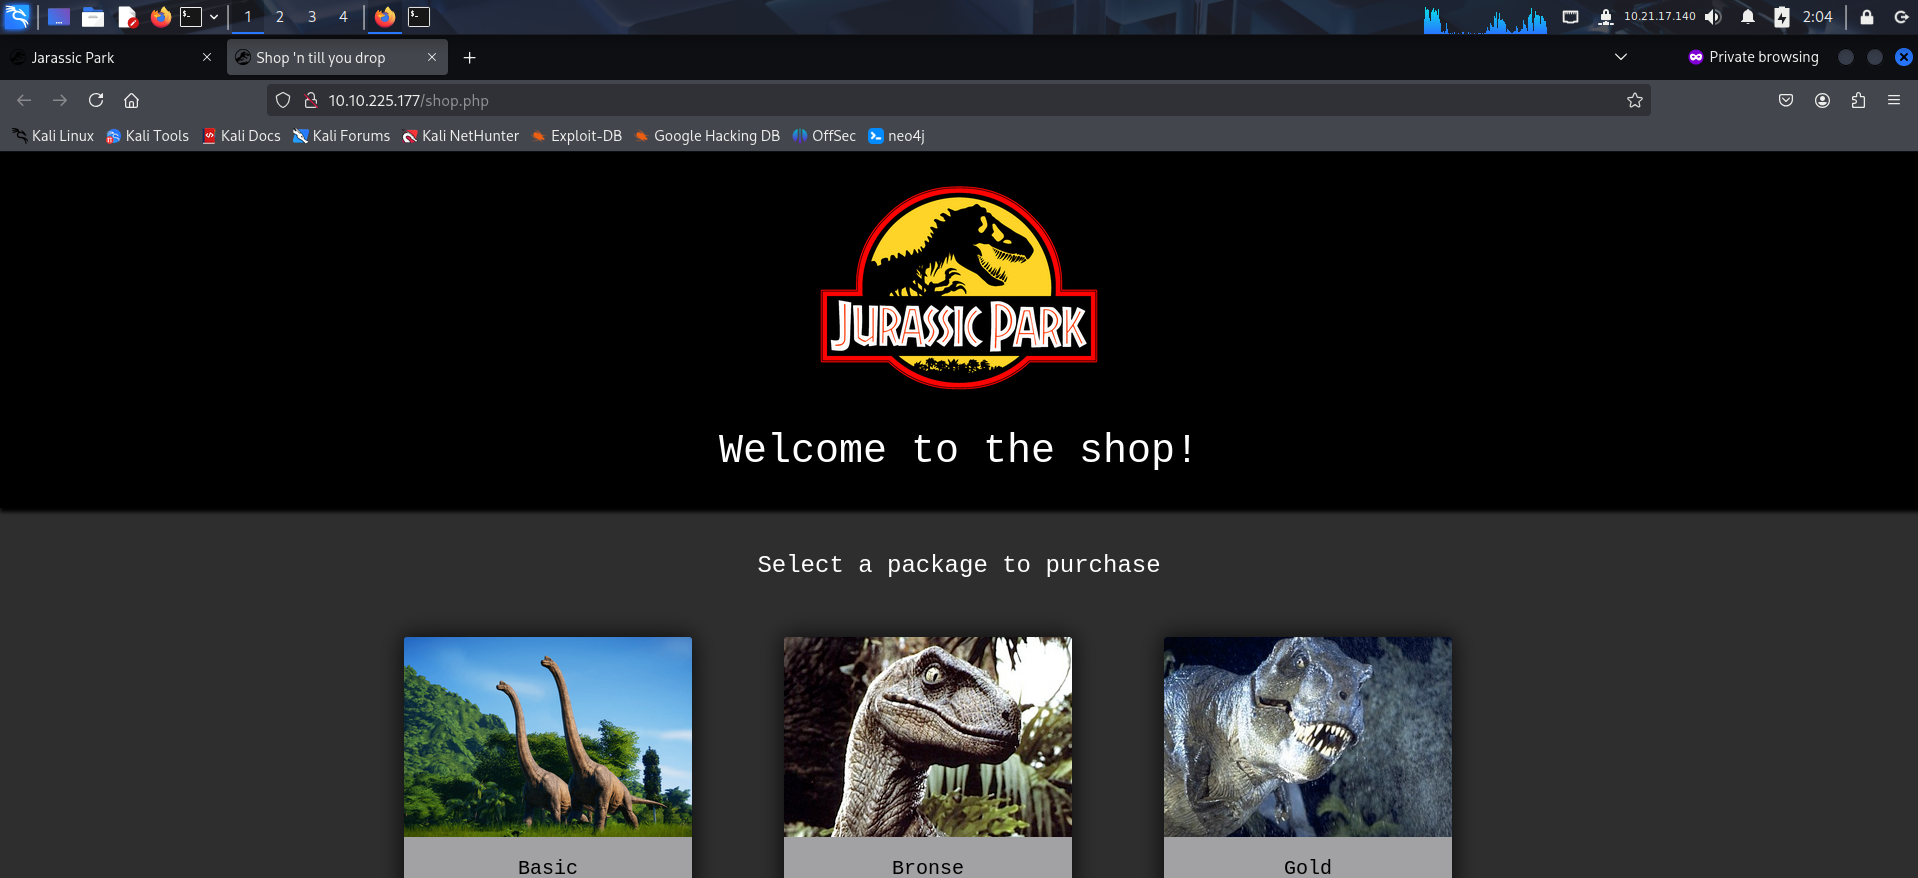 1 2 3 4 10.21.17.140 2:04
Jarassic Park Shop 'n till you drop Private browsing
10.10.225.177/shop.php
Kali Linux Kali Tools Kali Docs Kali Forums Kali NetHunter Exploit-DB Google Hacking DB OffSec neo4j
JURASSIC PARK
Welcome to the shop!
Select a package to purchase
Basic Bronse Gold